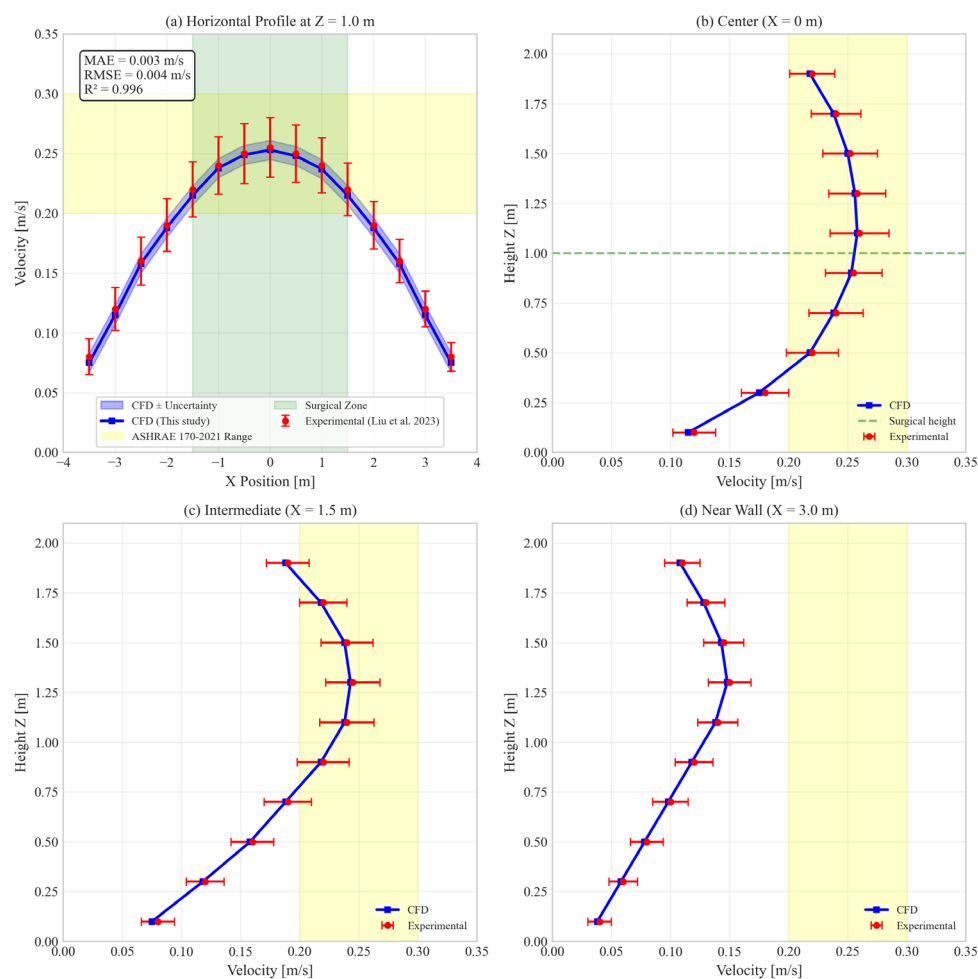 (a) Horizontal Profile at Z = 1.0 m
MAE = 0.003 m/s
RMSE = 0.004 m/s
R² = 0.996
0.35
0.30
0.25
0.20
0.15
0.10
0.05
0.00
Velocity [m/s]
CFD ± Uncertainty
CFD (This study)
ASHRAE 170-2021 Range
Surgical Zone
Experimental (Liu et al. 2023)
−4 −3 −2 −1 0 1 2 3 4
X Position [m]
(b) Center (X = 0 m)
2.00
1.75
1.50
1.25
1.00
0.75
0.50
0.25
0.00
Height Z [m]
CFD
Surgical height
Experimental
0.00 0.05 0.10 0.15 0.20 0.25 0.30 0.35
Velocity [m/s]
(c) Intermediate (X = 1.5 m)
2.00
1.75
1.50
1.25
1.00
0.75
0.50
0.25
0.00
Height Z [m]
CFD
Experimental
0.00 0.05 0.10 0.15 0.20 0.25 0.30 0.35
Velocity [m/s]
(d) Near Wall (X = 3.0 m)
2.00
1.75
1.50
1.25
1.00
0.75
0.50
0.25
0.00
Height Z [m]
CFD
Experimental
0.00 0.05 0.10 0.15 0.20 0.25 0.30 0.35
Velocity [m/s]